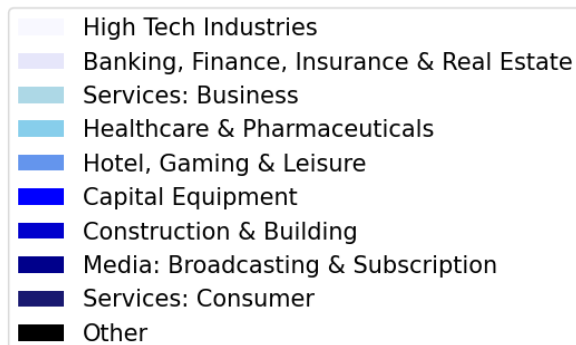 High Tech Industries
Banking, Finance, Insurance & Real Estate
Services: Business
Healthcare & Pharmaceuticals
Hotel, Gaming & Leisure
Capital Equipment
Construction & Building
Media: Broadcasting & Subscription
Services: Consumer
Other